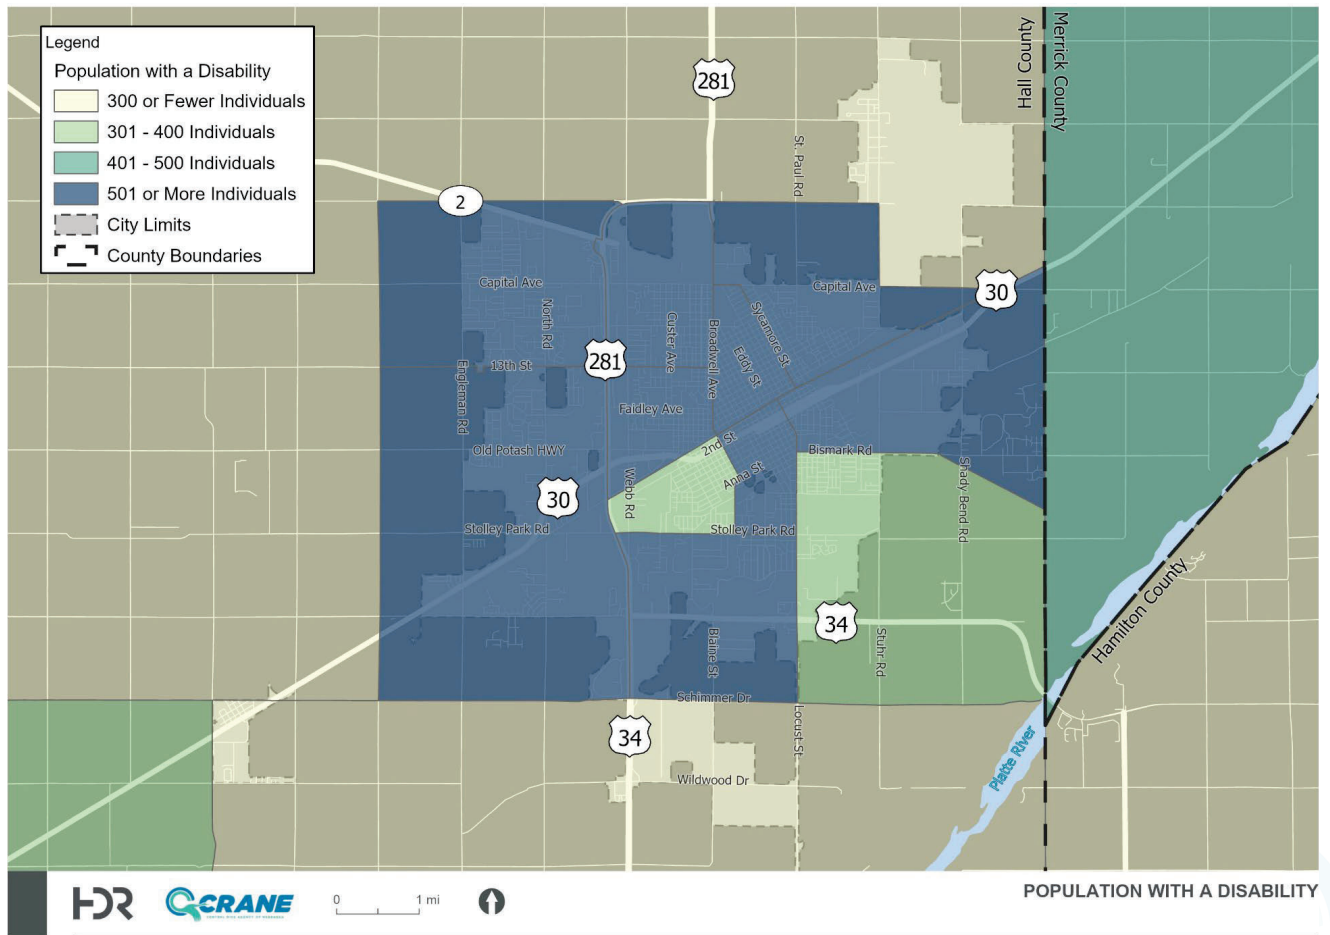 Legend
Population with a Disability
300 or Fewer Individuals
301 - 400 Individuals
401 - 500 Individuals
501 or More Individuals
City Limits
County Boundaries
281
Hall County
Merrick County
St. Paul Rd
2
Capital Ave
Capital Ave
30
North Rd
Custer Ave
Broadwell Ave
Sycamore St
Eddy St
281
13th St
Engleman Rd
Faidley Ave
2nd St
Old Potash HWY
Bismark Rd
Anna St
Webb Rd
Shady Bend Rd
30
Stolley Park Rd
Stolley Park Rd
Hamilton County
34
Blaine St
Stuhr Rd
Schimmer Dr
Locust St
34
Wildwood Dr
Platte River
HDR
CRANE
0 1 mi
POPULATION WITH A DISABILITY